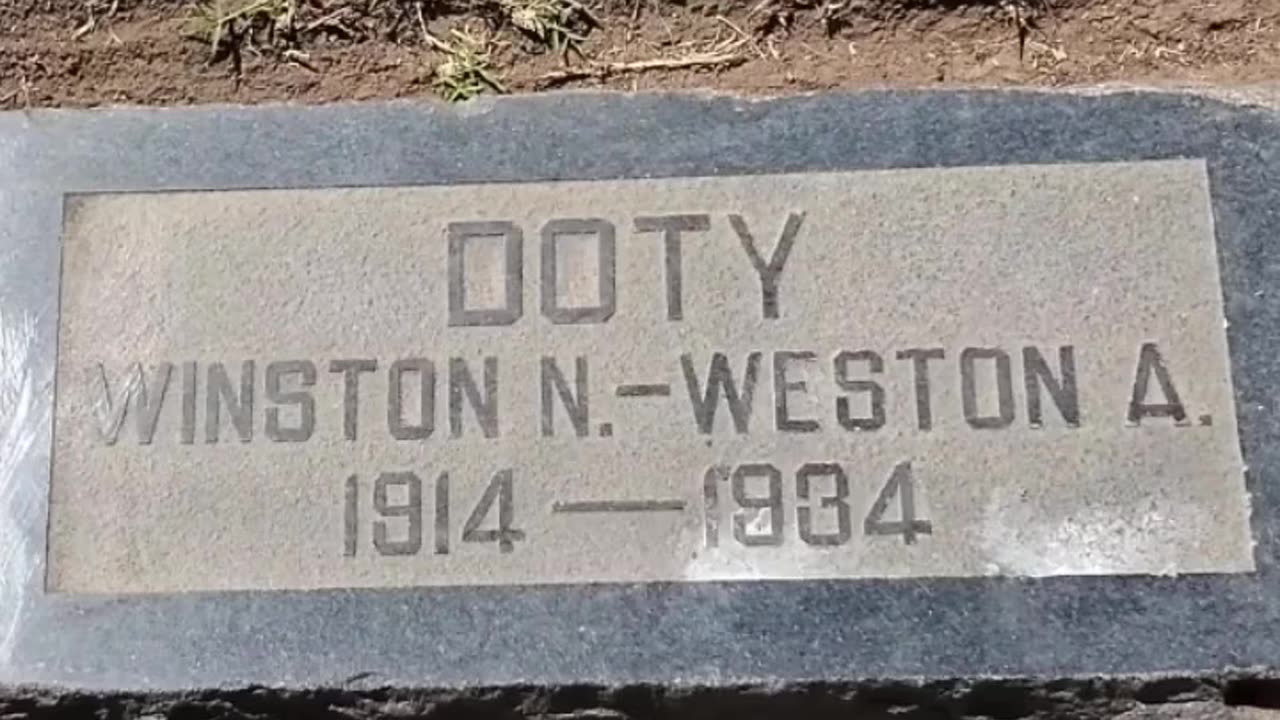 DOTY
WINSTON N.-WESTON A.
1914—1934